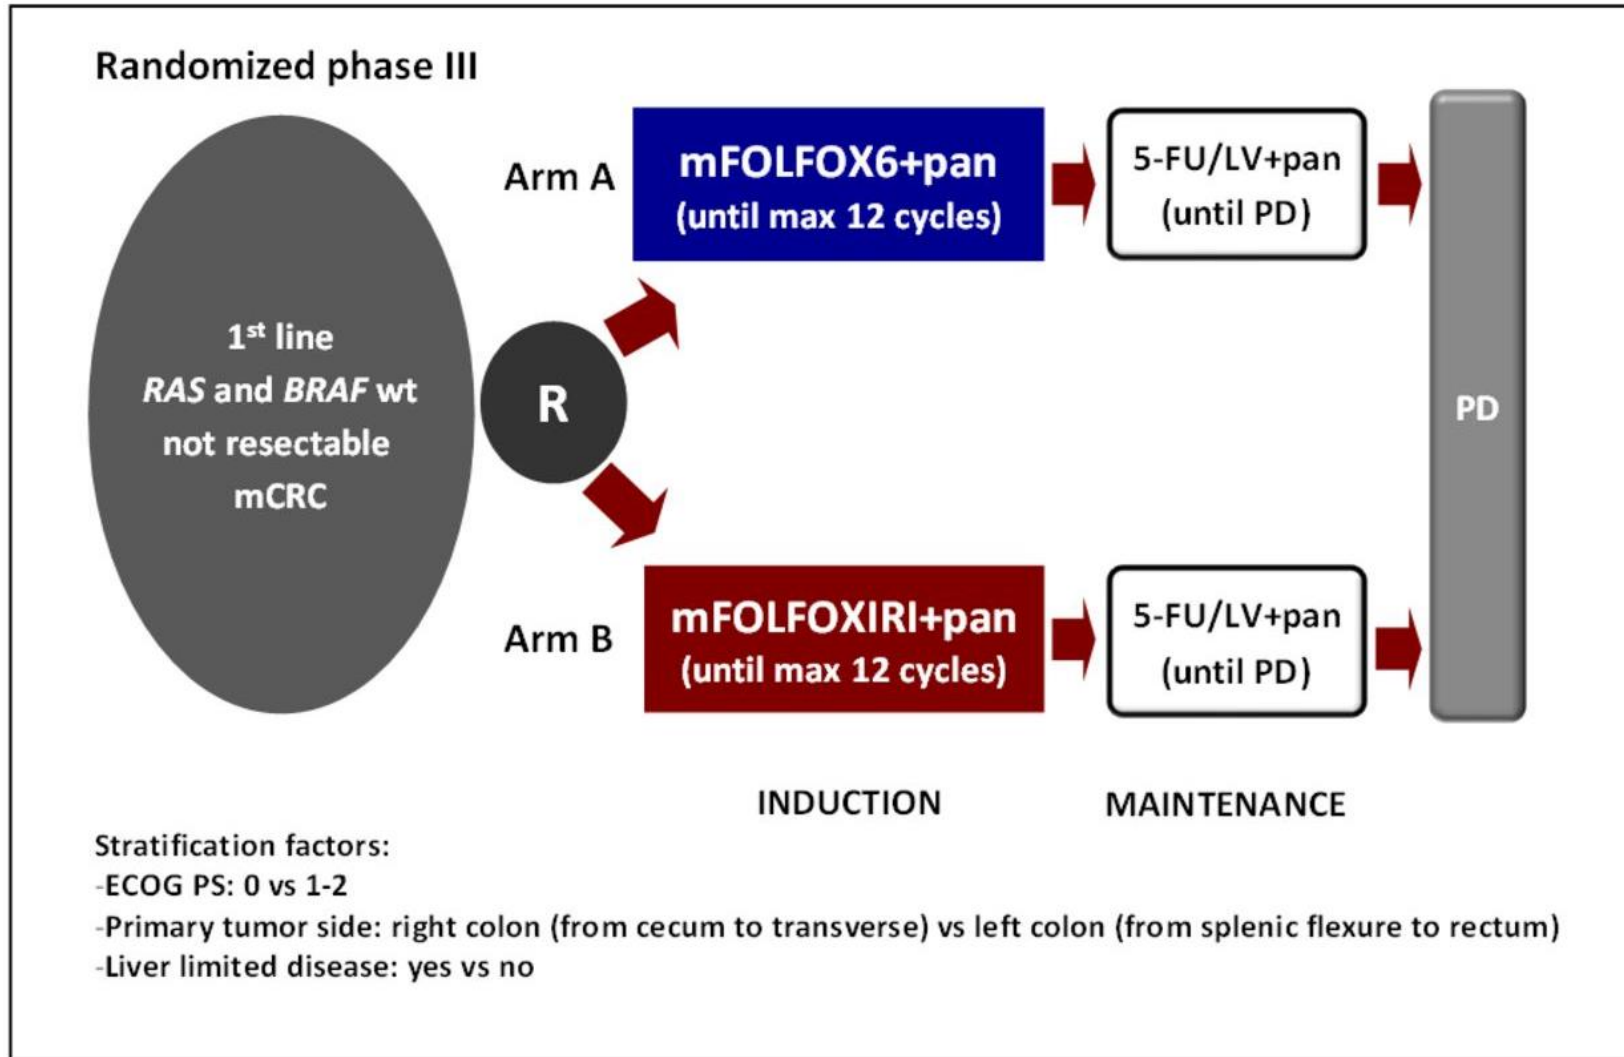 Randomized phase III
1st line
RAS and BRAF wt
not resectable
mCRC
R
Arm A
mFOLFOX6+pan
(until max 12 cycles)
5-FU/LV+pan
(until PD)
Arm B
mFOLFOXIRI+pan
(until max 12 cycles)
5-FU/LV+pan
(until PD)
PD
INDUCTION
MAINTENANCE
Stratification factors:
-ECOG PS: 0 vs 1-2
-Primary tumor side: right colon (from cecum to transverse) vs left colon (from splenic flexure to rectum)
-Liver limited disease: yes vs no